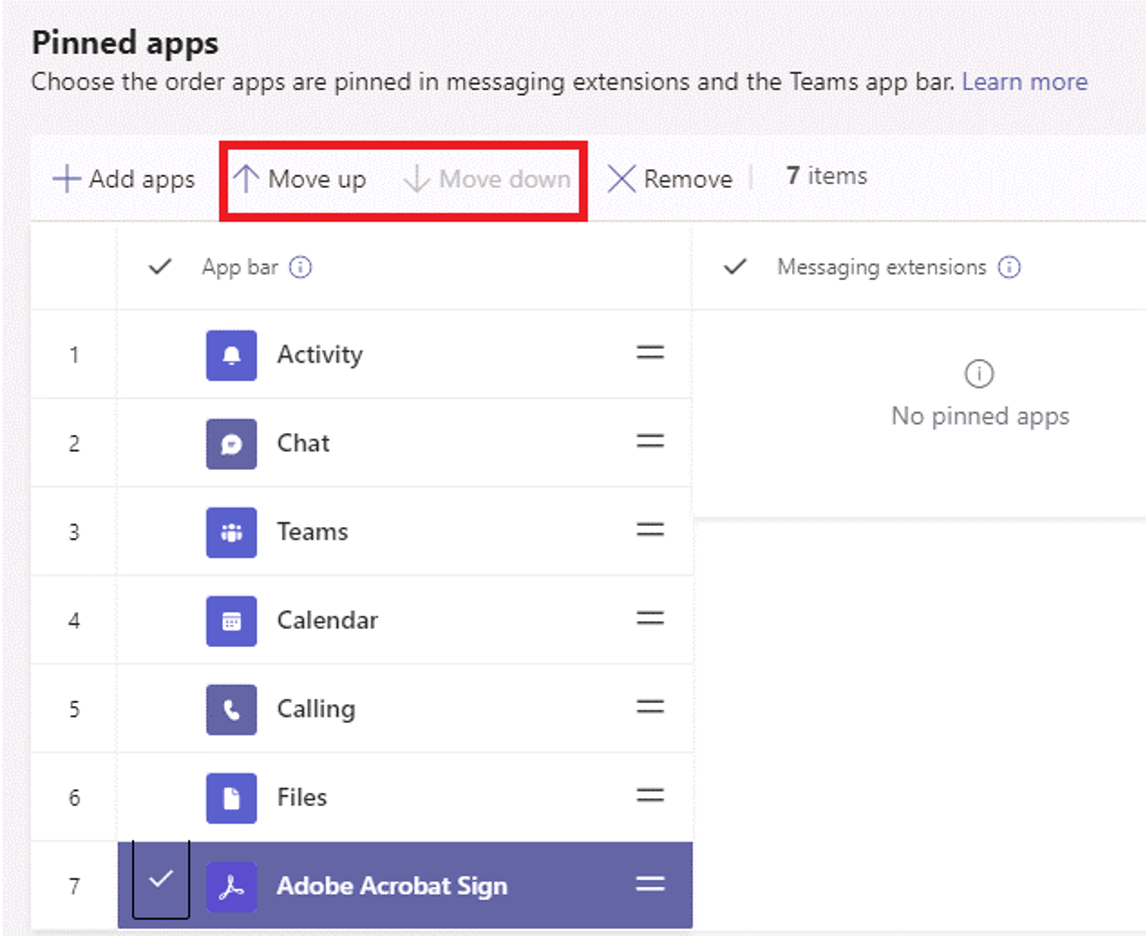 Pinned apps
Choose the order apps are pinned in messaging extensions and the Teams app bar. Learn more
Add apps Move up Move down Remove 7 items
App bar Messaging extensions
1 Activity
No pinned apps
2 Chat
3 Teams
4 Calendar
5 Calling
6 Files
7 Adobe Acrobat Sign